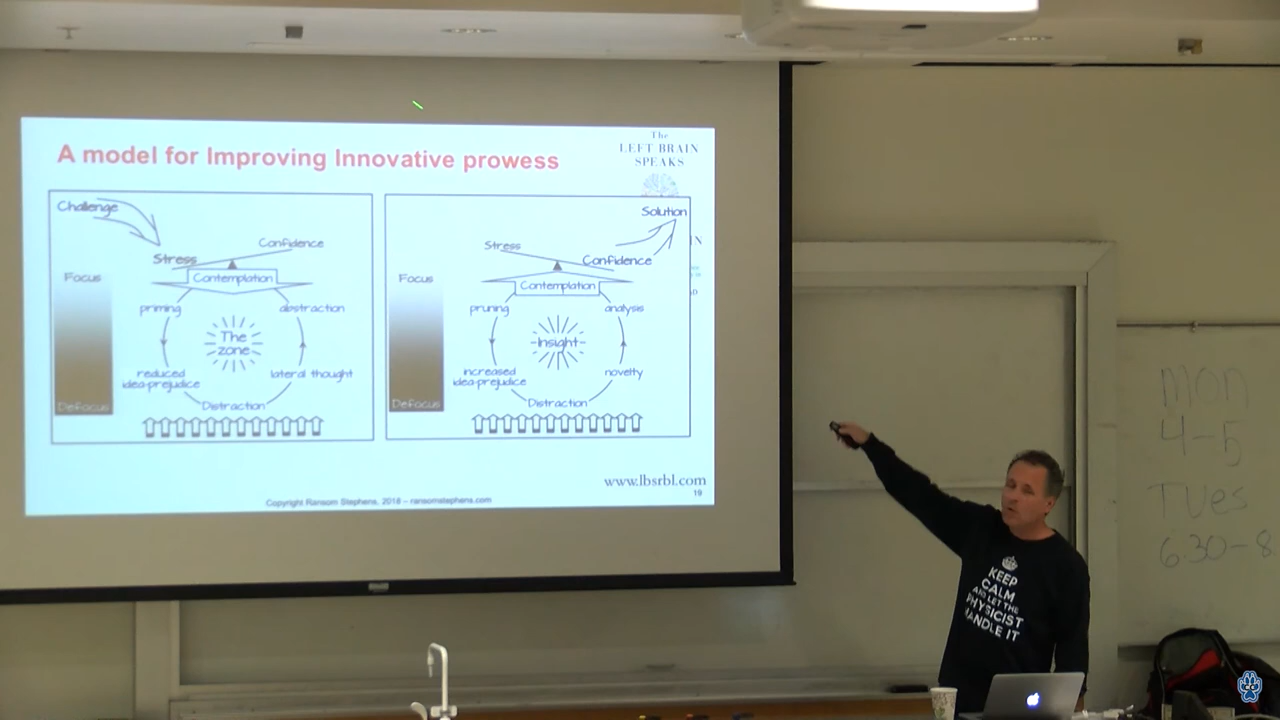 A model for Improving Innovative prowess
The
LEFT BRAIN
SPEAKS
Challenge
Stress
Confidence
Contemplation
Focus
Defocus
priming
abstraction
The
zone
reduced
idea-prejudice
lateral thought
Distraction
Solution
Stress
Confidence
Contemplation
Focus
Defocus
pruning
analysis
Insight
increased
idea-prejudice
novelty
Distraction
www.lbsrbl.com
19
Copyright Ransom Stephens, 2018 – ransomstephens.com
KEEP
CALM
AND LET THE
PHYSICIST
HANDLE IT
mon
4-5
Tues
6:30-8